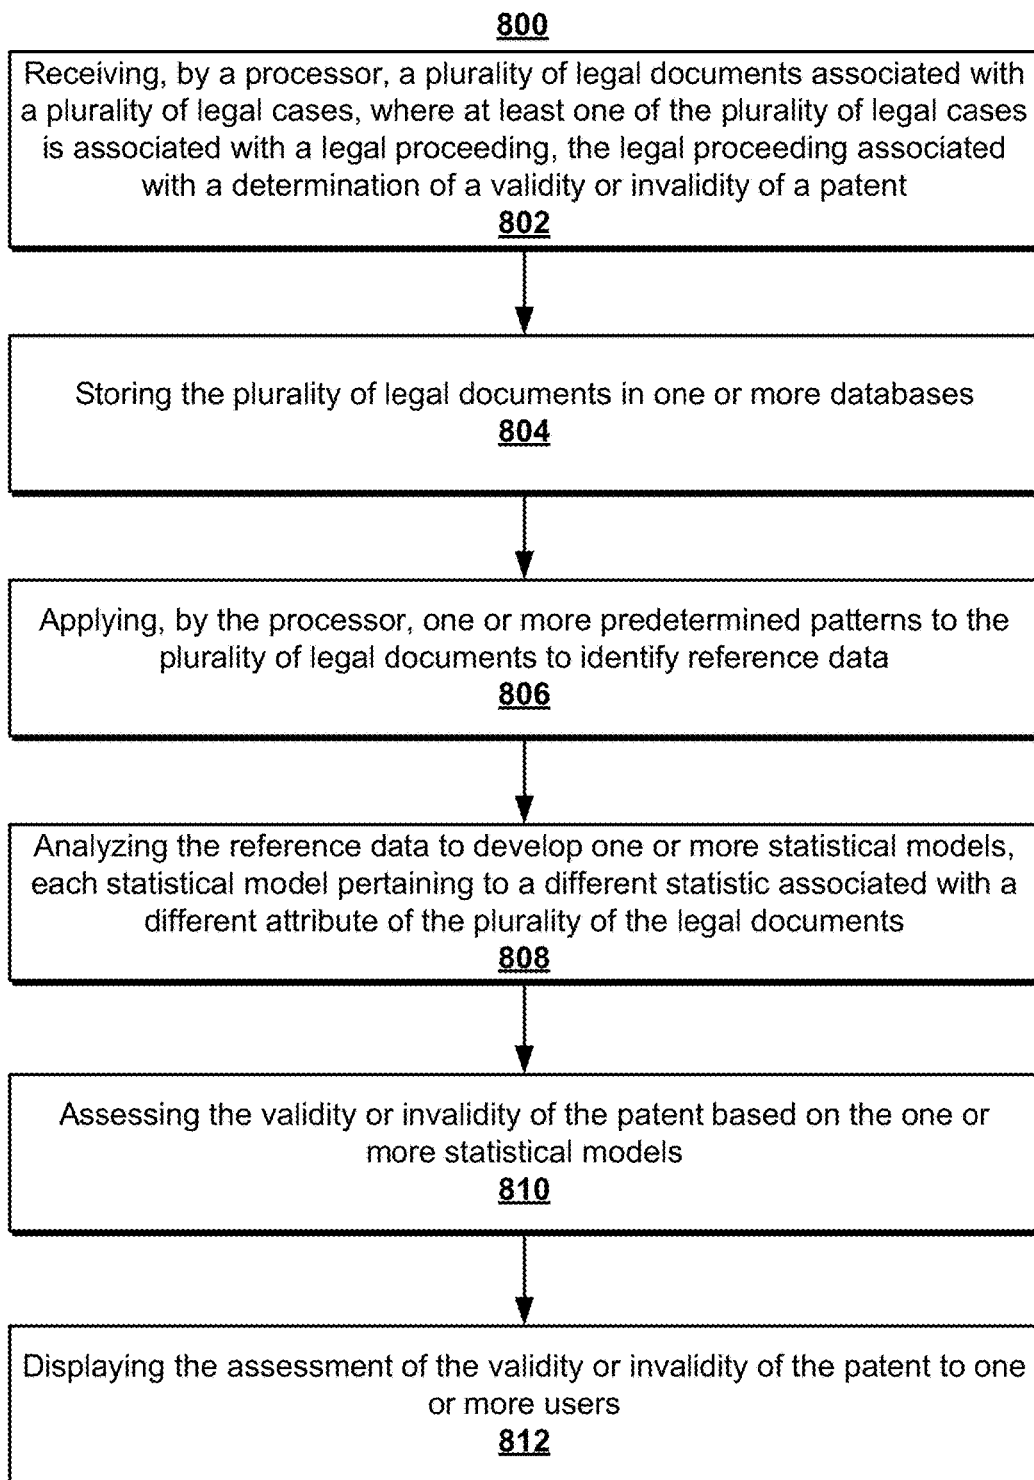 800
Receiving, by a processor, a plurality of legal documents associated with
a plurality of legal cases, where at least one of the plurality of legal cases
is associated with a legal proceeding, the legal proceeding associated
with a determination of a validity or invalidity of a patent
802
Storing the plurality of legal documents in one or more databases
804
Applying, by the processor, one or more predetermined patterns to the
plurality of legal documents to identify reference data
806
Analyzing the reference data to develop one or more statistical models,
each statistical model pertaining to a different statistic associated with a
different attribute of the plurality of the legal documents
808
Assessing the validity or invalidity of the patent based on the one or
more statistical models
810
Displaying the assessment of the validity or invalidity of the patent to one
or more users
812